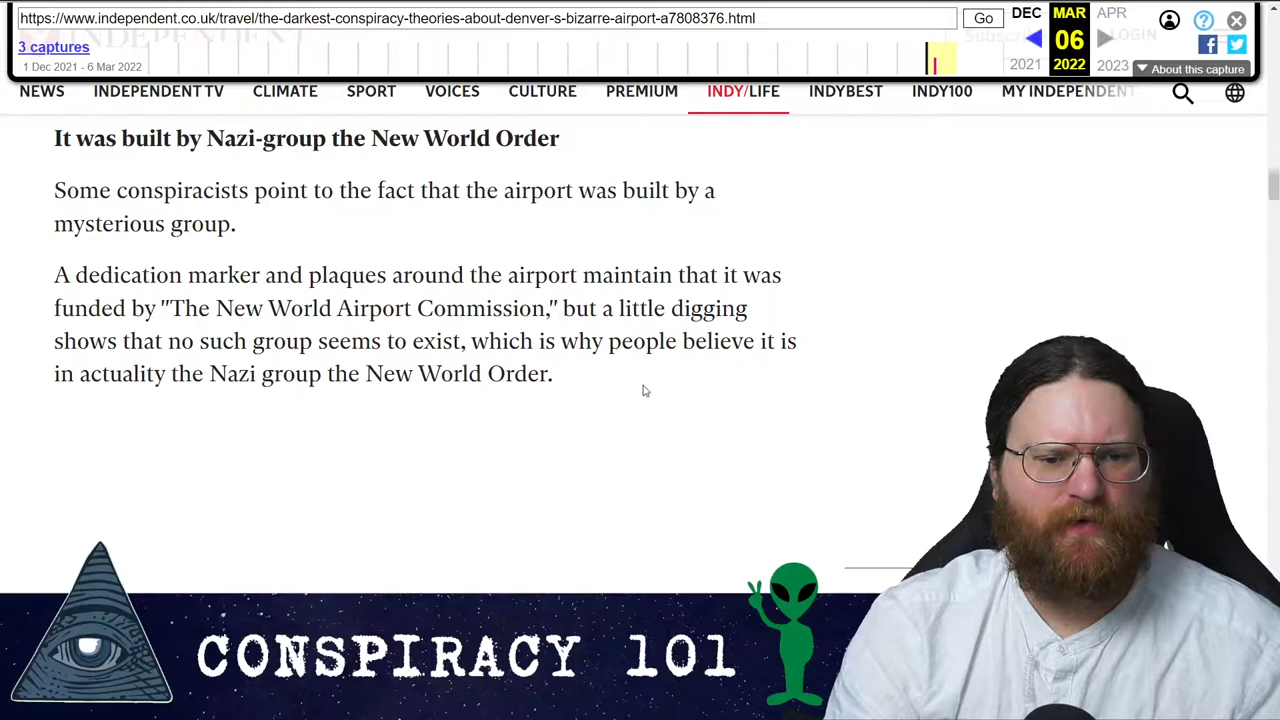 https://www.independent.co.uk/travel/the-darkest-conspiracy-theories-about-denver-s-bizarre-airport-a7808376.html
Go
DEC MAR APR
3 captures
06
LOGIN
1 Dec 2021 - 6 Mar 2022
2021 2022 2023
About this capture
NEWS INDEPENDENT TV CLIMATE SPORT VOICES CULTURE PREMIUM INDY/LIFE INDYBEST INDY100 MY INDEPENDENT
It was built by Nazi-group the New World Order
Some conspiracists point to the fact that the airport was built by a
mysterious group.
A dedication marker and plaques around the airport maintain that it was
funded by "The New World Airport Commission," but a little digging
shows that no such group seems to exist, which is why people believe it is
in actuality the Nazi group the New World Order.
CONSPIRACY 101